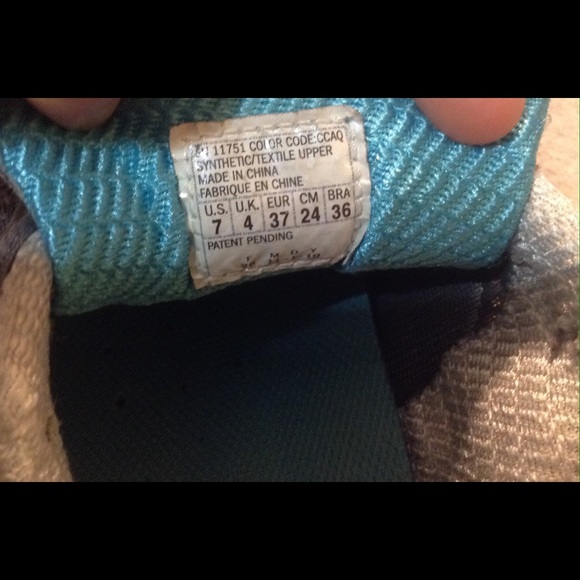 11751 COLOR CODE:CCAQ
SYNTHETIC/TEXTILE UPPER
MADE IN CHINA
FABRIQUE EN CHINE
U.S. U.K. EUR CM BRA
7 4 37 24 36
PATENT PENDING
F M D Y